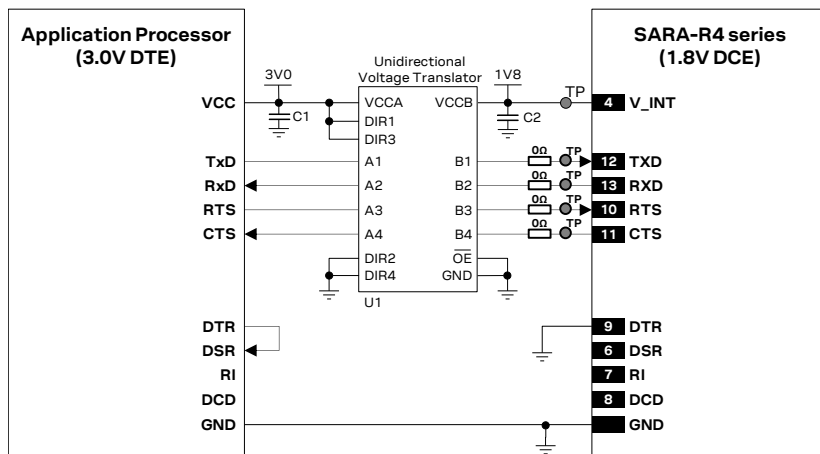 Application Processor
(3.0V DTE)
Unidirectional
Voltage Translator
SARA-R4 series
(1.8V DCE)
3V0
1V8
TP
VCC
VCCA
VCCB
4
V_INT
C1
DIR1
C2
DIR3
0Ω
TP
TxD
A1
B1
12
TXD
0Ω
TP
RxD
A2
B2
13
RXD
0Ω
TP
RTS
A3
B3
10
RTS
0Ω
TP
CTS
A4
B4
11
CTS
DIR2
OE
DIR4
GND
U1
DTR
9
DTR
DSR
6
DSR
RI
7
RI
DCD
8
DCD
GND
GND